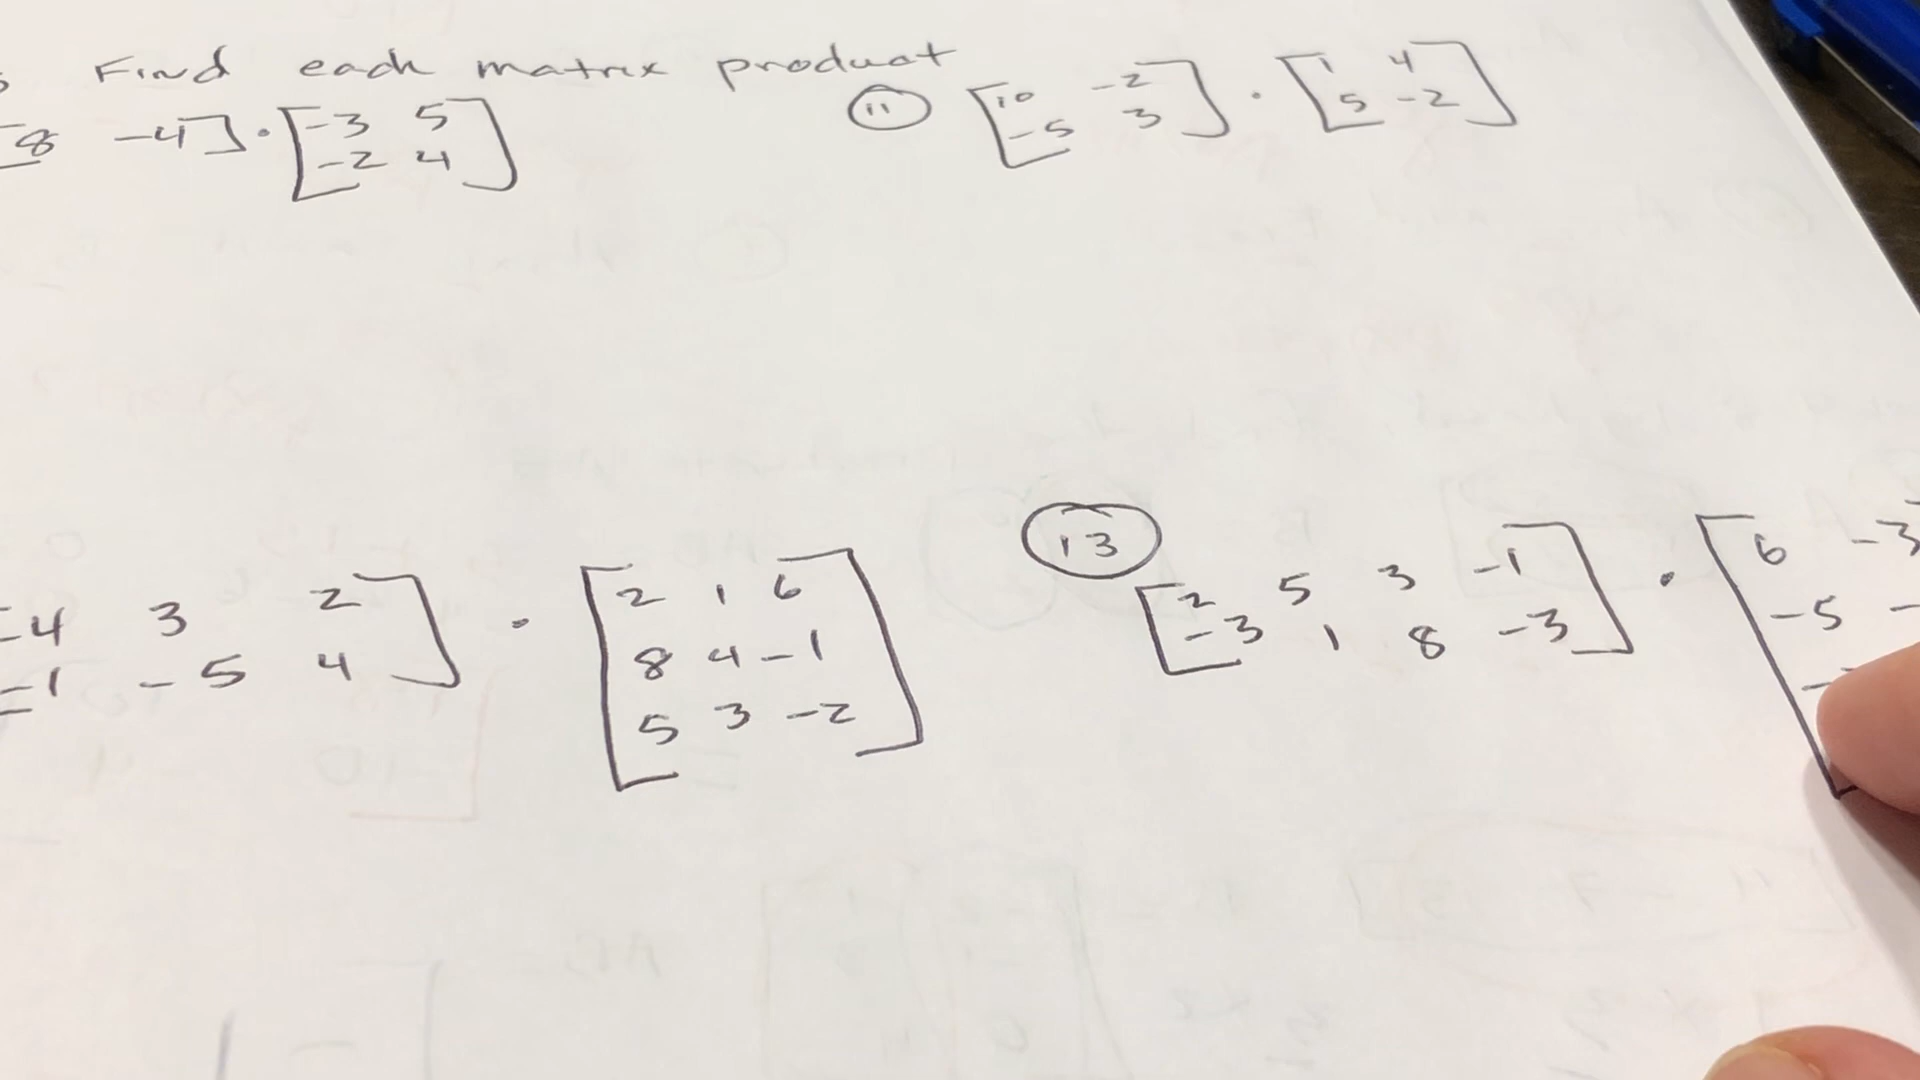 Find each matrix product
[8 -4] · [-3 5
-2 4]
(11) [10 -2
-5 3] · [1 4
5 -2]
-4 3 2
-1 -5 4] · [2 1 6
8 4 -1
5 3 -2]
(13) [2 5 3 -1
-3 1 8 -3] · [6 -3
-5